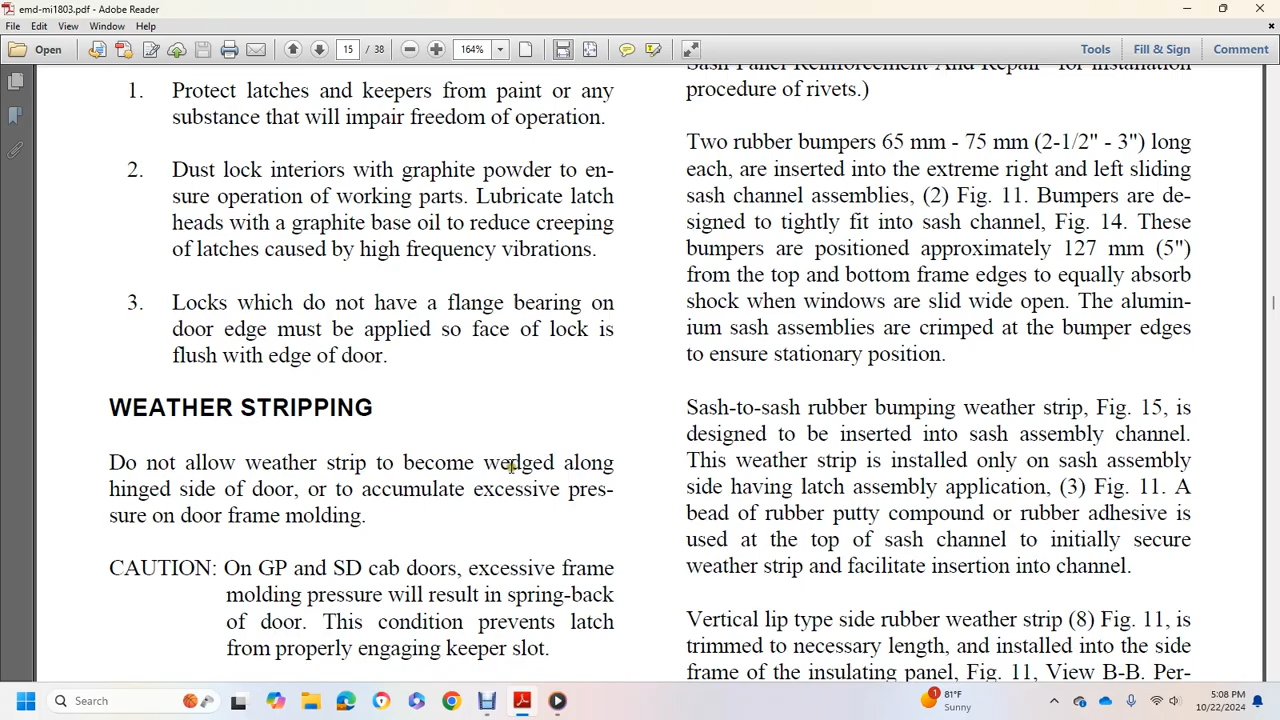 emd-mi1803.pdf - Adobe Reader
File Edit View Window Help
Open 15 / 38 164% Tools Fill & Sign Comment
1. Protect latches and keepers from paint or any
substance that will impair freedom of operation.
2. Dust lock interiors with graphite powder to en-
sure operation of working parts. Lubricate latch
heads with a graphite base oil to reduce creeping
of latches caused by high frequency vibrations.
3. Locks which do not have a flange bearing on
door edge must be applied so face of lock is
flush with edge of door.
WEATHER STRIPPING
Do not allow weather strip to become wedged along
hinged side of door, or to accumulate excessive pres-
sure on door frame molding.
CAUTION: On GP and SD cab doors, excessive frame
molding pressure will result in spring-back
of door. This condition prevents latch
from properly engaging keeper slot.
Sash Panel Reinforcement And Repair" for installation
procedure of rivets.)
Two rubber bumpers 65 mm - 75 mm (2-1/2" - 3") long
each, are inserted into the extreme right and left sliding
sash channel assemblies, (2) Fig. 11. Bumpers are de-
signed to tightly fit into sash channel, Fig. 14. These
bumpers are positioned approximately 127 mm (5")
from the top and bottom frame edges to equally absorb
shock when windows are slid wide open. The alumin-
ium sash assemblies are crimped at the bumper edges
to ensure stationary position.
Sash-to-sash rubber bumping weather strip, Fig. 15, is
designed to be inserted into sash assembly channel.
This weather strip is installed only on sash assembly
side having latch assembly application, (3) Fig. 11. A
bead of rubber putty compound or rubber adhesive is
used at the top of sash channel to initially secure
weather strip and facilitate insertion into channel.
Vertical lip type side rubber weather strip (8) Fig. 11, is
trimmed to necessary length, and installed into the side
frame of the insulating panel, Fig. 11, View B-B. Per-
Search
1
81°F
Sunny
5:08 PM
10/22/2024